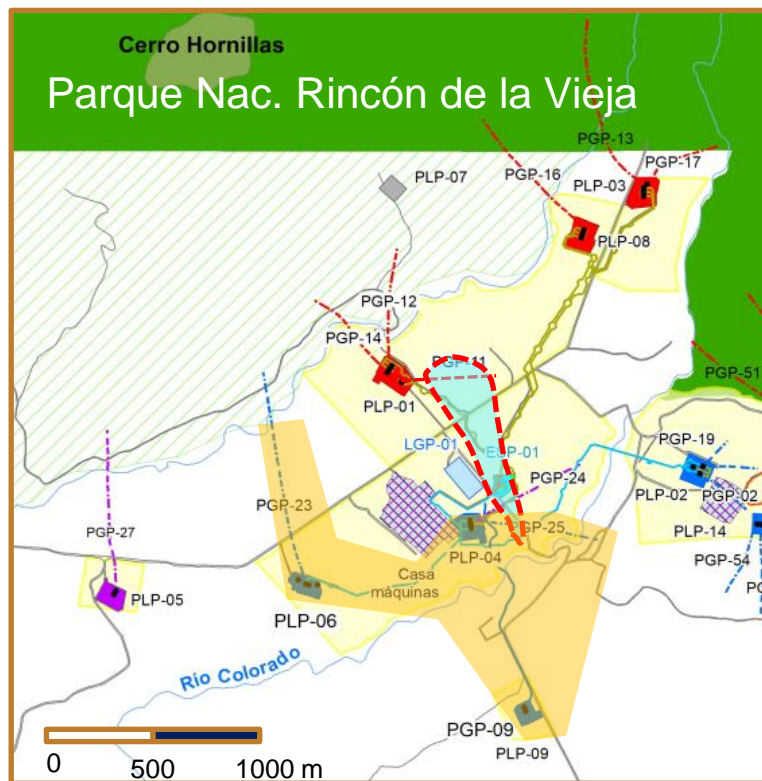 Cerro Hornillas
Parque Nac. Rincón de la Vieja
PGP-13
PGP-17
PGP-16
PLP-03
PLP-07
PLP-08
PGP-12
PGP-14
PGP-11
PGP-51
PLP-01
LGP-01
PGP-19
PGP-24
PLP-02
PGP-02
PGP-23
PGP-25
PGP-27
PLP-14
PLP-04
PGP-54
Casa
máquinas
PLP-05
PLP-06
Río Colorado
PGP-09
PLP-09
0
500
1000 m